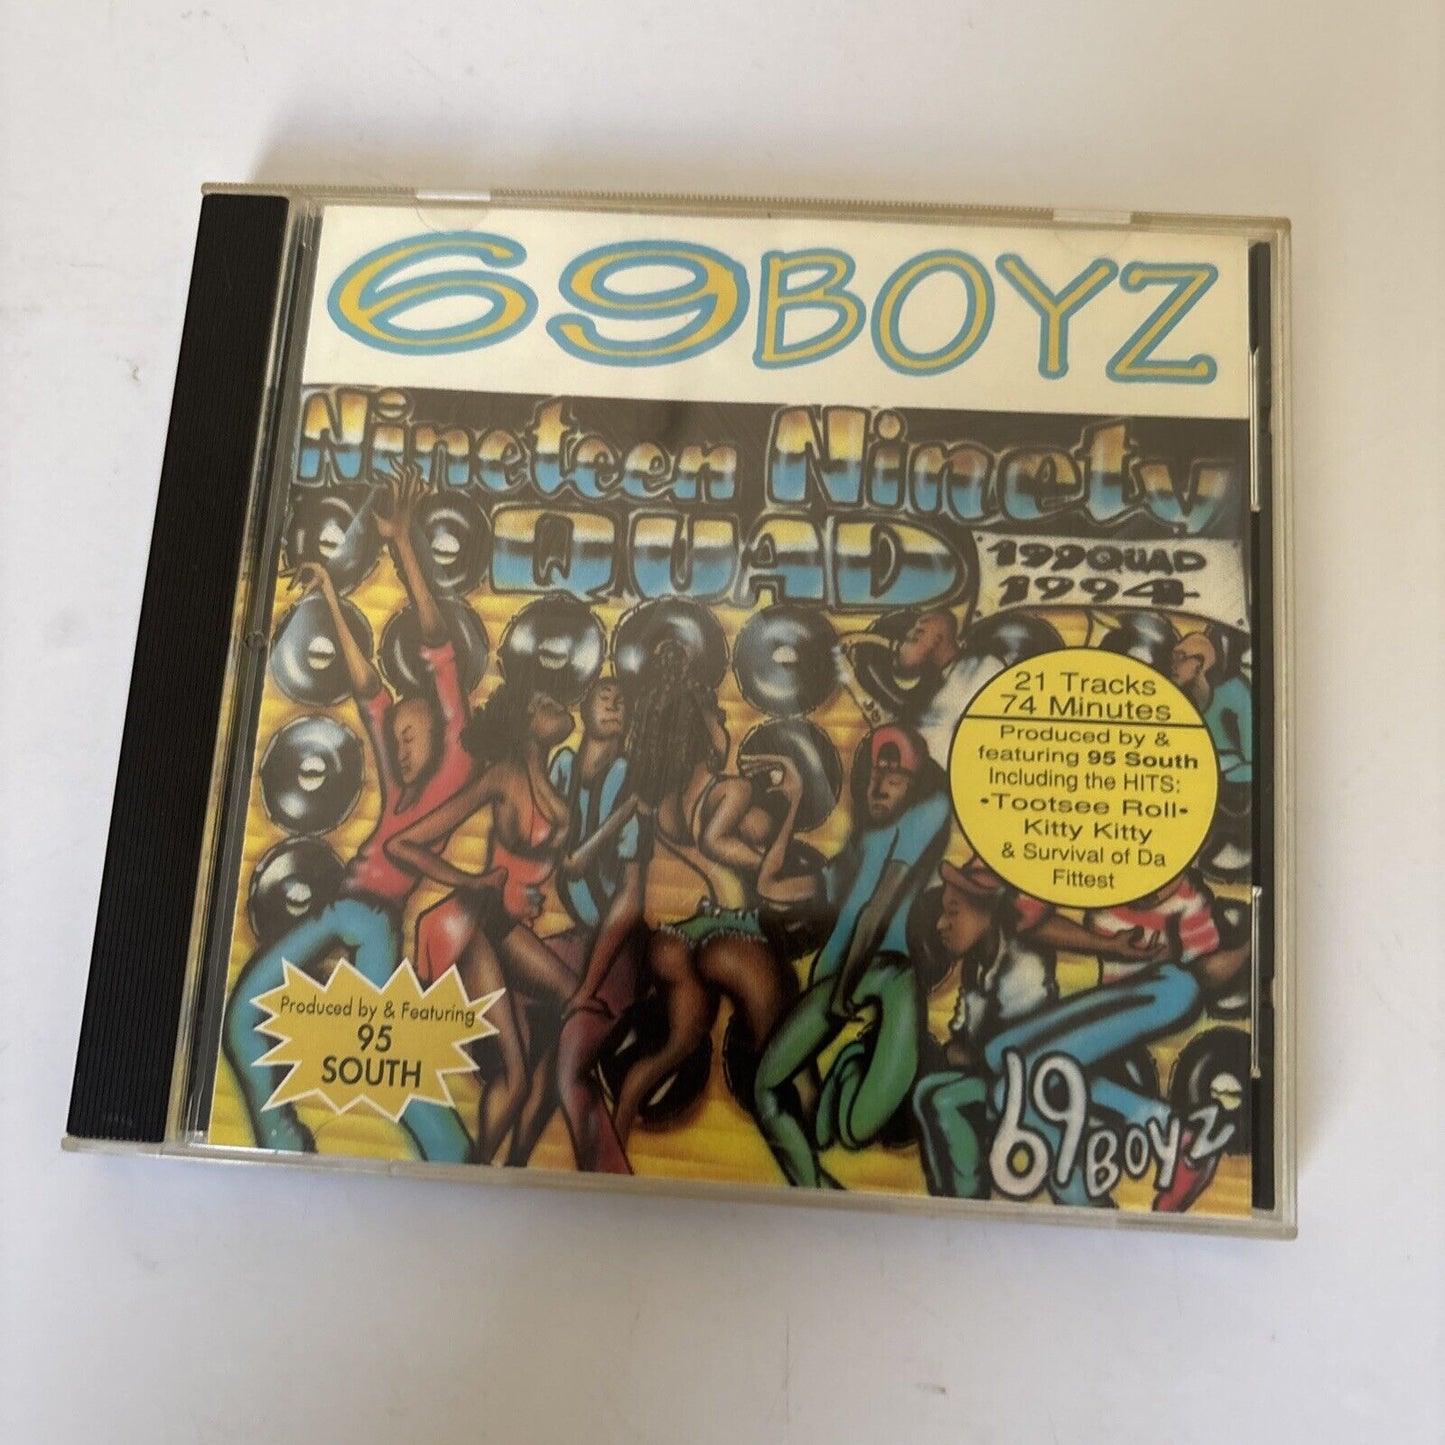 69BOYZ
Nineteen Ninety
QUAD
199QUAD
1994
21 Tracks
74 Minutes
Produced by &
featuring 95 South
Including the HITS:
•Tootsee Roll•
Kitty Kitty
& Survival of Da
Fittest
Produced by & Featuring
95
SOUTH
69BOYZ